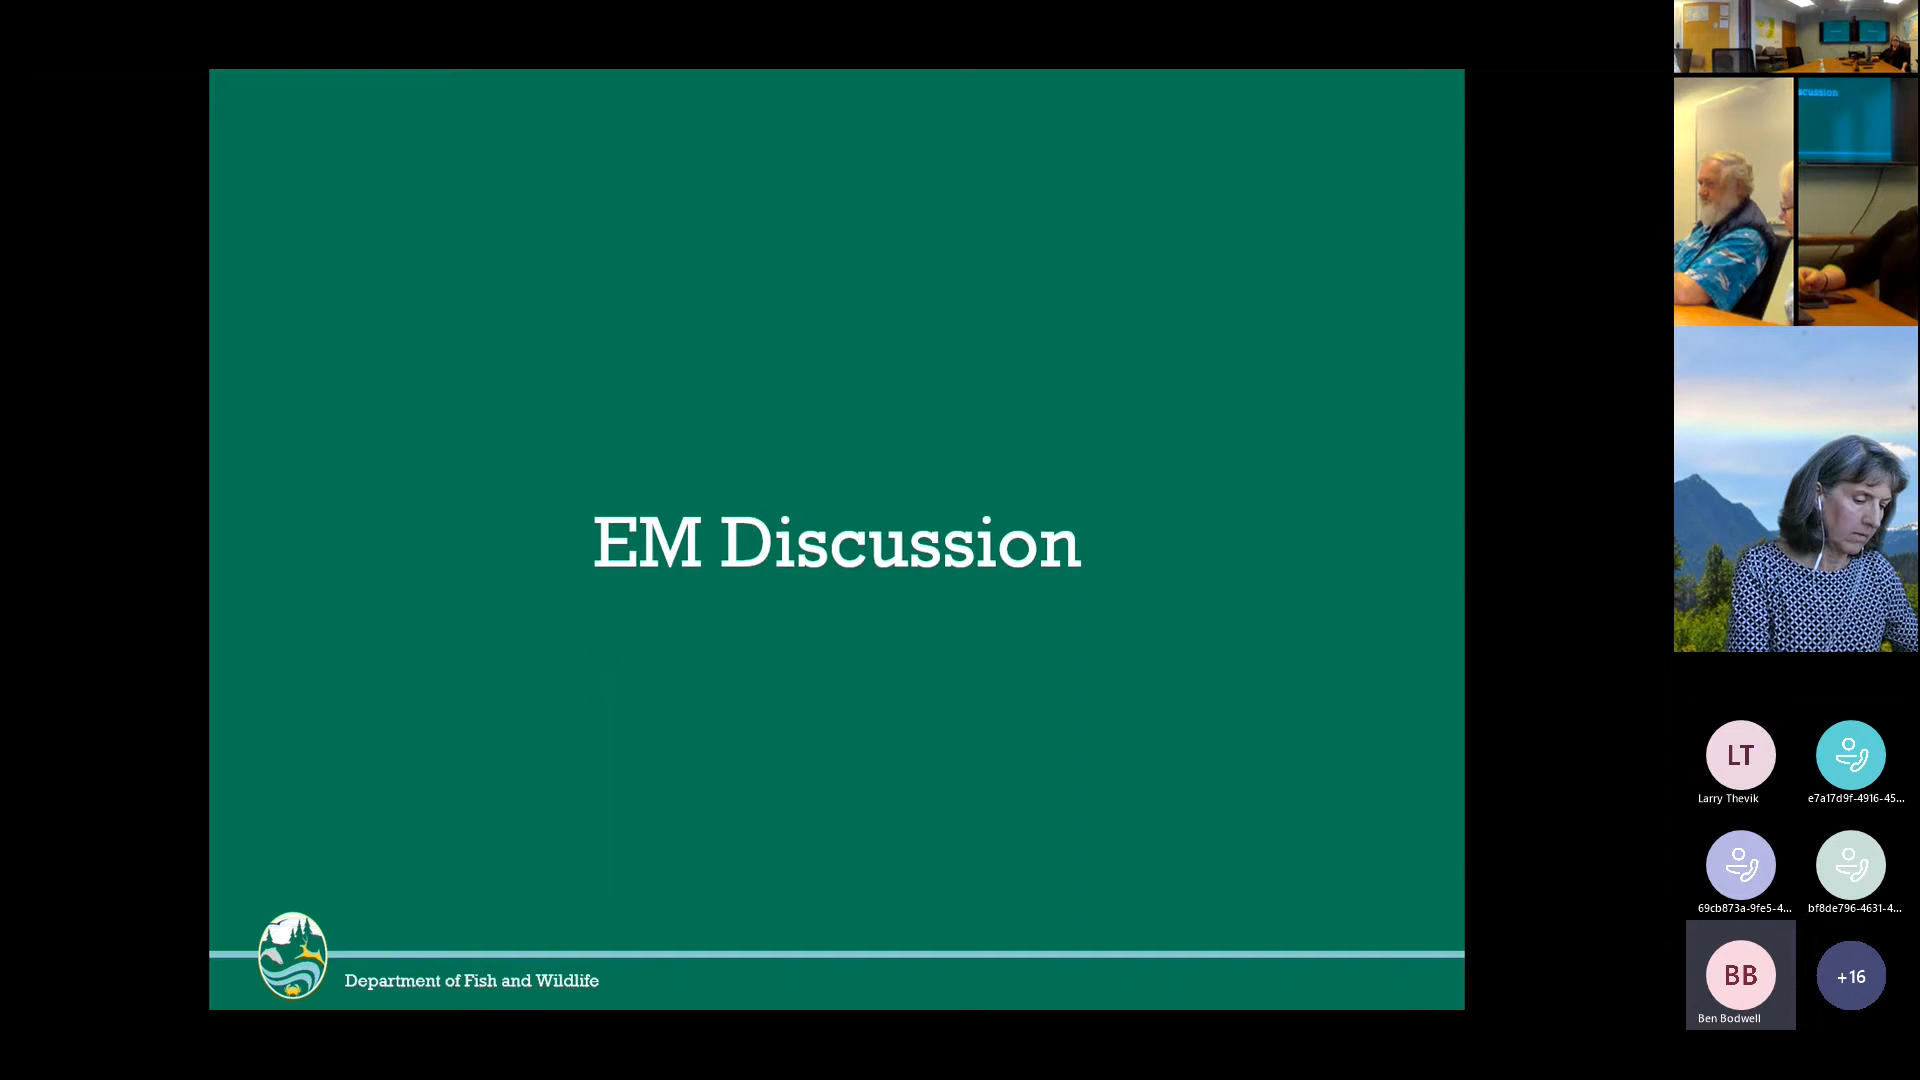 EM Discussion
Department of Fish and Wildlife
scussion
LT
Larry Thevik
e7a17d9f-4916-45...
69cb873a-9fe5-4...
bf8de796-4631-4...
BB
Ben Bodwell
+16